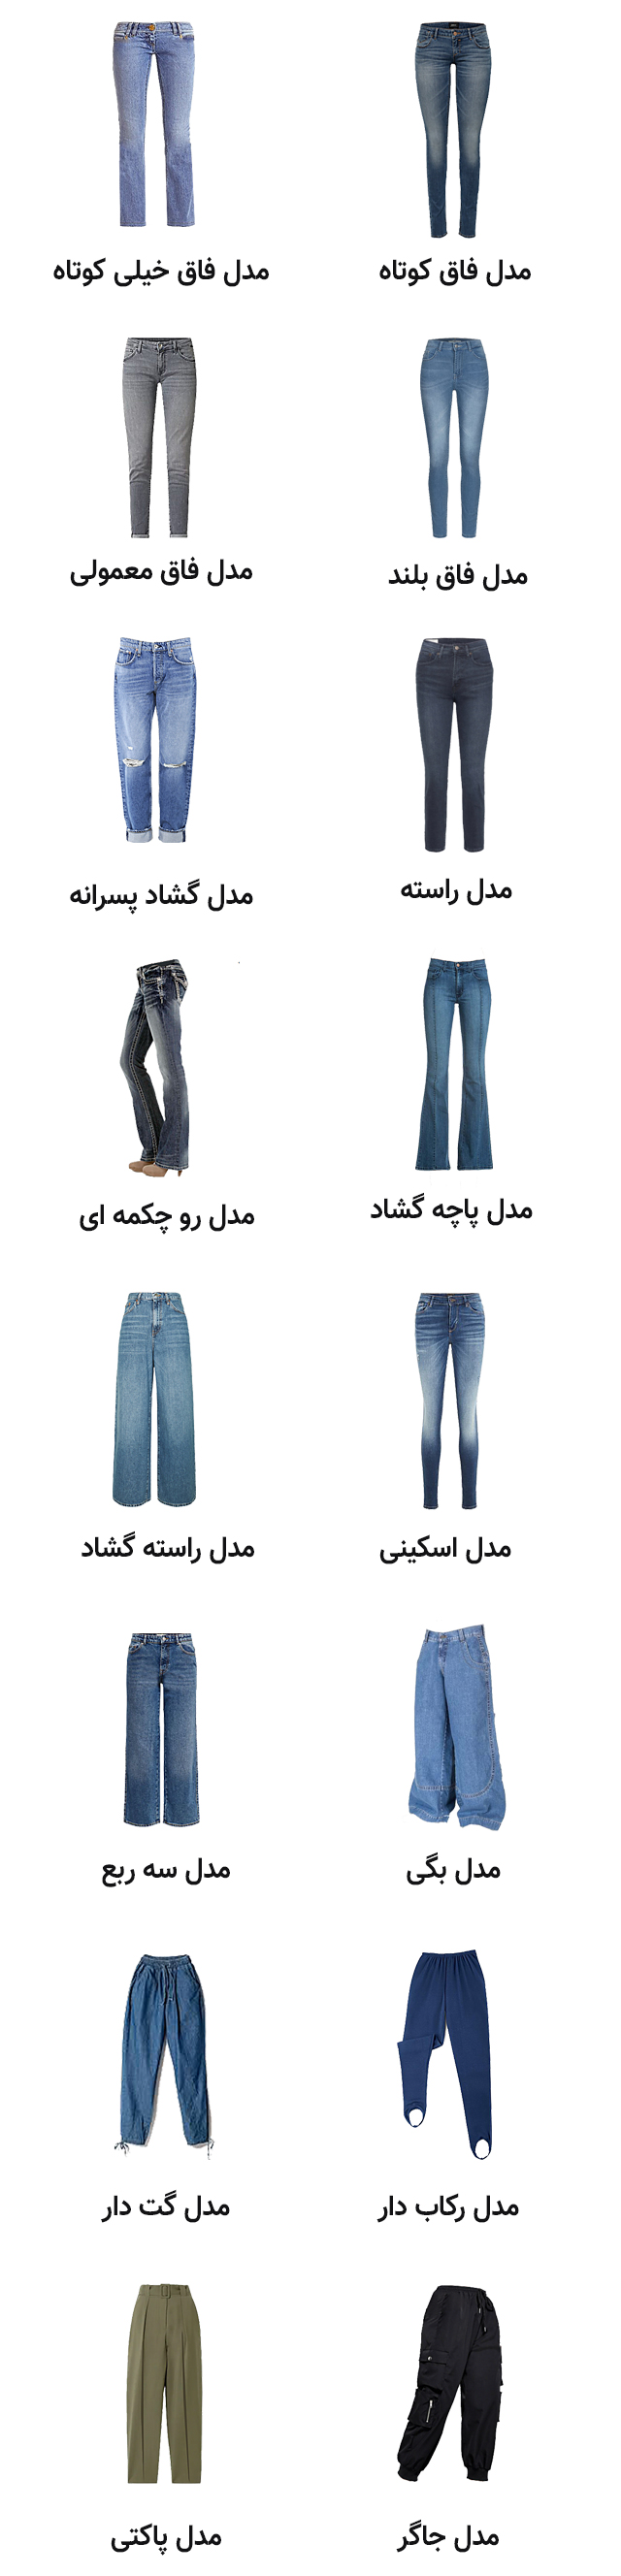 مدل فاق کوتاه
مدل فاق خیلی کوتاه
مدل فاق بلند
مدل فاق معمولی
مدل راسته
مدل گشاد پسرانه
مدل پاچه گشاد
مدل رو چکمه ای
مدل اسکینی
مدل راسته گشاد
مدل بگی
مدل سه ربع
مدل رکاب دار
مدل گت دار
مدل جاگر
مدل پاکتی